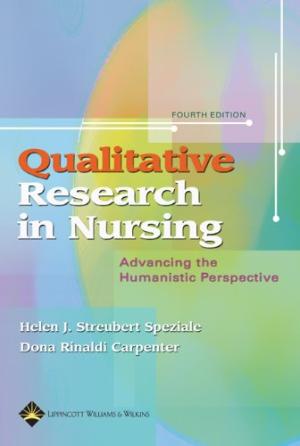 FOURTH EDITION
Qualitative
Research
in Nursing
Advancing the
Humanistic Perspective
Helen J. Streubert Speziale
Dona Rinaldi Carpenter
LIPPINCOTT WILLIAMS & WILKINS